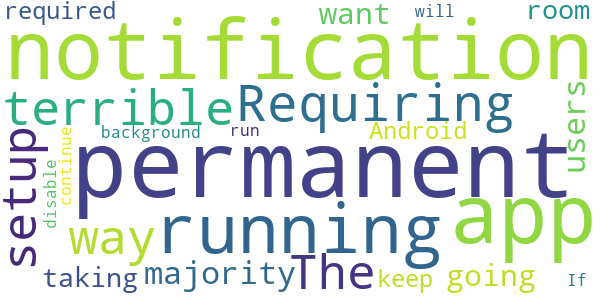 required want will room
notification
terrible Requiring users
setup continue background run Android
disable permanent
way running app
taking majority The keep going If